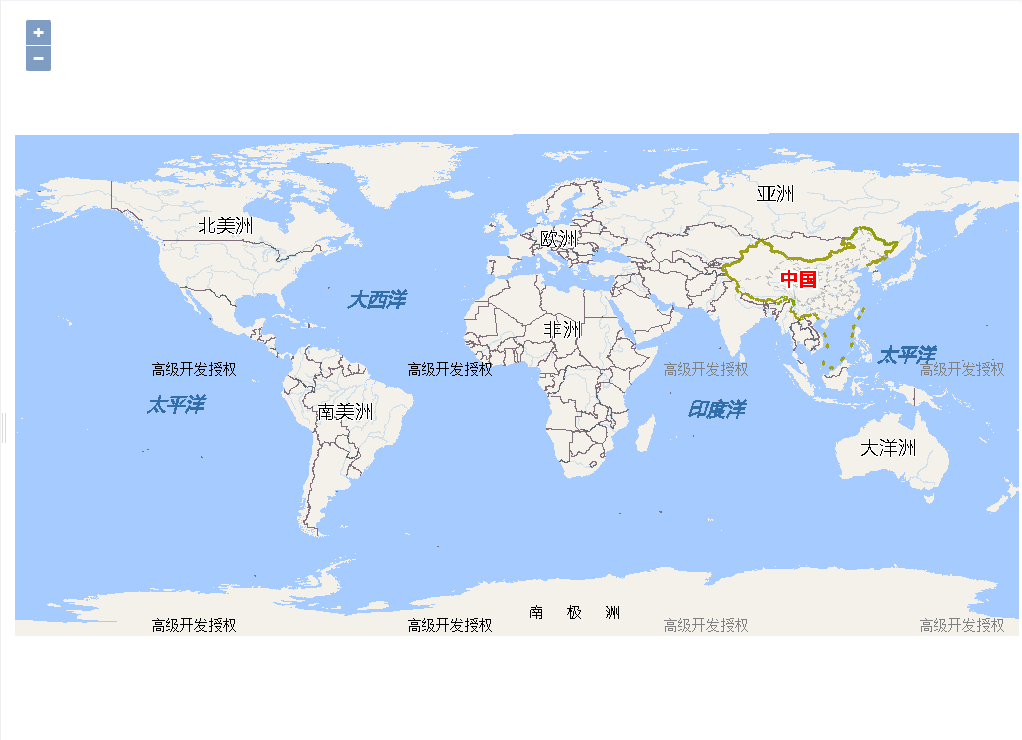 +
−
亚洲
北美洲
欧洲
中国
大西洋
非洲
太平洋
高级开发授权
高级开发授权
高级开发授权
高级开发授权
太平洋
南美洲
印度洋
大洋洲
南 极 洲
高级开发授权
高级开发授权
高级开发授权
高级开发授权